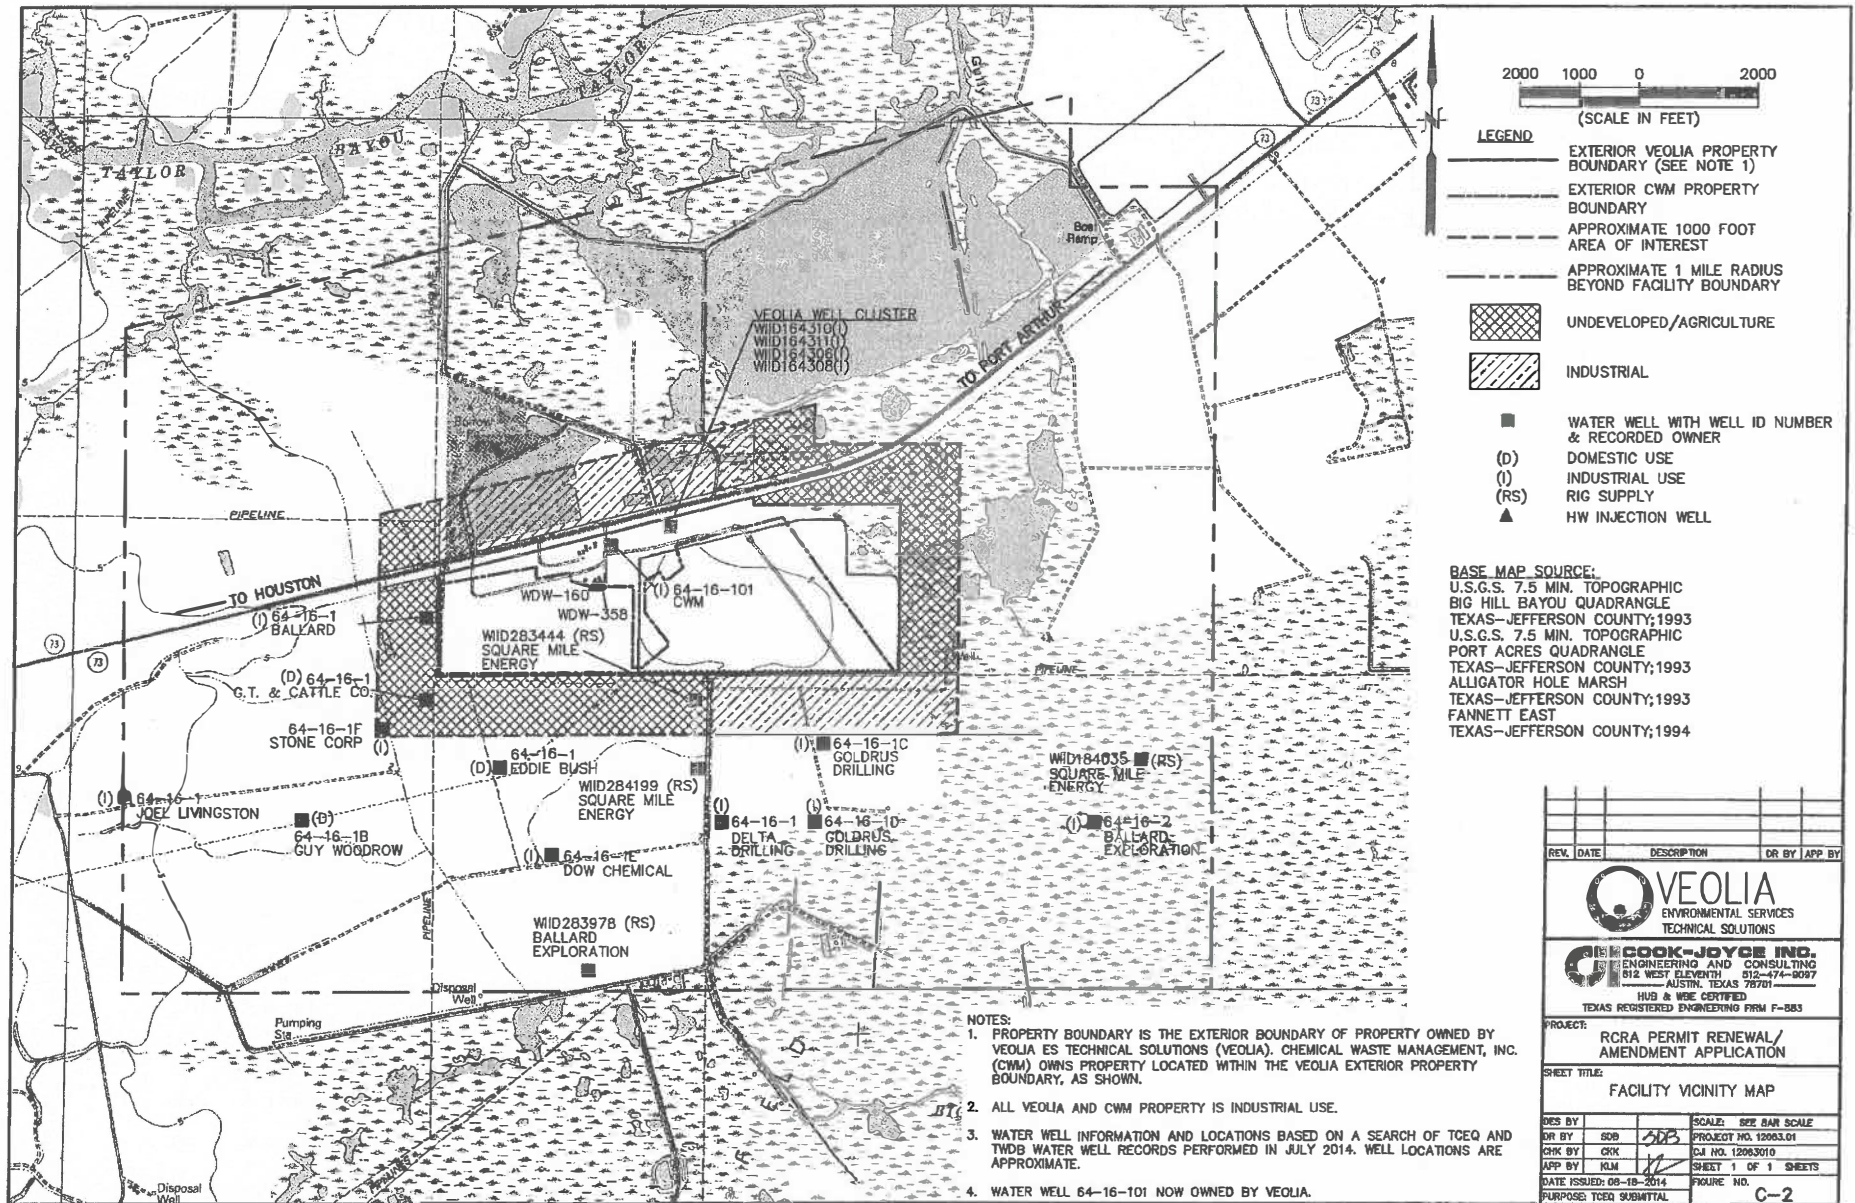 TAYLOR
BAYOU
TAYLOR
PIPELINE
Gully
73
73
Boat
Ramp
TO PORT ARTHUR
VEOLIA WELL CLUSTER
WIID164310(I)
WIID164311(I)
WIID164306(I)
WIID164308(I)
PIPELINE
TO HOUSTON
73
73
(I) 64-16-1
BALLARD
WDW-160
WDW-358
(I) 64-16-101
CWM
WIID283444 (RS)
SQUARE MILE
ENERGY
(D) 64-16-1
G.T. & CATTLE CO.
64-16-1F
STONE CORP
(I)
PIPELINE
64-16-1
(D) EDDIE BUSH
(I) 64-16-1C
GOLDRUS
DRILLING
WIID184035 (RS)
SQUARE MILE
ENERGY
WIID284199 (RS)
SQUARE MILE
ENERGY
(I) 64-16-1
JOEL LIVINGSTON
(D)
64-16-1B
GUY WOODROW
(I)
64-16-1
DELTA
DRILLING
(I)
64-16-1D
GOLDRUS
DRILLING
(I) 64-16-2
BALLARD
EXPLORATION
(I) 64-16-1E
DOW CHEMICAL
PIPELINE
WIID283978 (RS)
BALLARD
EXPLORATION
Disposal
Well
Pumping
Sta
Disposal
Well
2000 1000 0 2000
(SCALE IN FEET)
LEGEND
EXTERIOR VEOLIA PROPERTY
BOUNDARY (SEE NOTE 1)
EXTERIOR CWM PROPERTY
BOUNDARY
APPROXIMATE 1000 FOOT
AREA OF INTEREST
APPROXIMATE 1 MILE RADIUS
BEYOND FACILITY BOUNDARY
UNDEVELOPED/AGRICULTURE
INDUSTRIAL
WATER WELL WITH WELL ID NUMBER
& RECORDED OWNER
(D) DOMESTIC USE
(I) INDUSTRIAL USE
(RS) RIG SUPPLY
HW INJECTION WELL
BASE MAP SOURCE:
U.S.G.S. 7.5 MIN. TOPOGRAPHIC
BIG HILL BAYOU QUADRANGLE
TEXAS-JEFFERSON COUNTY;1993
U.S.G.S. 7.5 MIN. TOPOGRAPHIC
PORT ACRES QUADRANGLE
TEXAS-JEFFERSON COUNTY;1993
ALLIGATOR HOLE MARSH
TEXAS-JEFFERSON COUNTY;1993
FANNETT EAST
TEXAS-JEFFERSON COUNTY;1994
NOTES:
1. PROPERTY BOUNDARY IS THE EXTERIOR BOUNDARY OF PROPERTY OWNED BY
VEOLIA ES TECHNICAL SOLUTIONS (VEOLIA). CHEMICAL WASTE MANAGEMENT, INC.
(CWM) OWNS PROPERTY LOCATED WITHIN THE VEOLIA EXTERIOR PROPERTY
BOUNDARY, AS SHOWN.
2. ALL VEOLIA AND CWM PROPERTY IS INDUSTRIAL USE.
3. WATER WELL INFORMATION AND LOCATIONS BASED ON A SEARCH OF TCEQ AND
TWDB WATER WELL RECORDS PERFORMED IN JULY 2014. WELL LOCATIONS ARE
APPROXIMATE.
4. WATER WELL 64-16-101 NOW OWNED BY VEOLIA.
REV. DATE DESCRIPTION DR BY APP BY
VEOLIA
ENVIRONMENTAL SERVICES
TECHNICAL SOLUTIONS
COOK-JOYCE INC.
ENGINEERING AND CONSULTING
812 WEST ELEVENTH 512-474-9097
AUSTIN, TEXAS 78701
HUB & WBE CERTIFIED
TEXAS REGISTERED ENGINEERING FIRM F-883
PROJECT:
RCRA PERMIT RENEWAL/
AMENDMENT APPLICATION
SHEET TITLE:
FACILITY VICINITY MAP
DES BY SCALE: SEE BAR SCALE
DR BY SDB SDB PROJECT NO. 12063.01
CHK BY CKK CJI NO. 12063010
APP BY KLM SHEET 1 OF 1 SHEETS
DATE ISSUED: 08-18-2014 FIGURE NO.
PURPOSE: TCEQ SUBMITTAL C-2